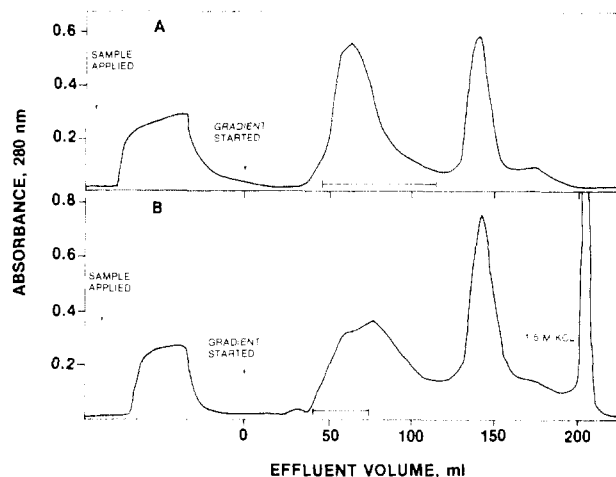 ABSORBANCE, 280 nm
A
0.6
0.4
0.2
SAMPLE
APPLIED
GRADIENT
STARTED
B
0.8
0.6
0.4
0.2
SAMPLE
APPLIED
GRADIENT
STARTED
1.5 M KCL
0
50
100
150
200
EFFLUENT VOLUME, ml